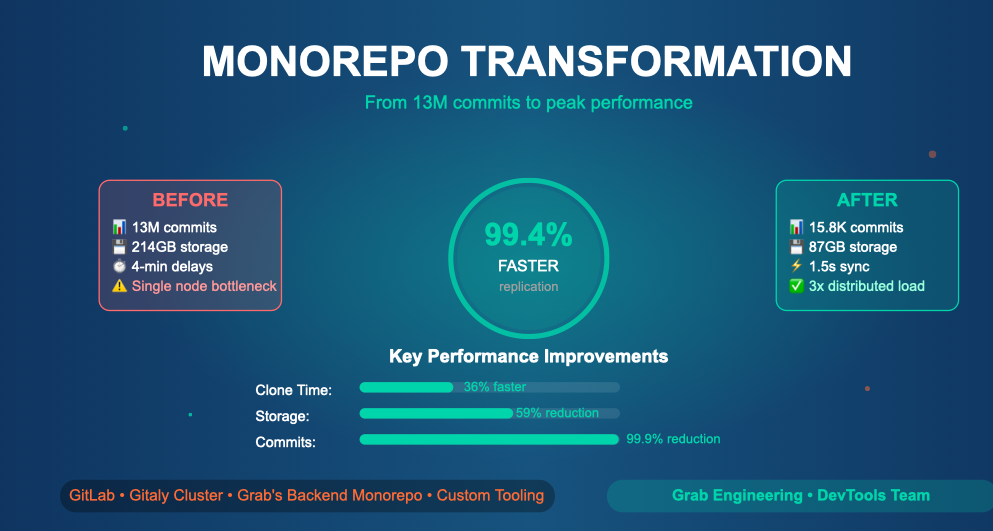 MONOREPO TRANSFORMATION
From 13M commits to peak performance
BEFORE
📊 13M commits
💾 214GB storage
⏱️ 4-min delays
⚠️ Single node bottleneck
99.4%
FASTER
replication
AFTER
📊 15.8K commits
💾 87GB storage
⚡ 1.5s sync
✅ 3x distributed load
Key Performance Improvements
Clone Time: 36% faster
Storage: 59% reduction
Commits: 99.9% reduction
GitLab • Gitaly Cluster • Grab's Backend Monorepo • Custom Tooling
Grab Engineering • DevTools Team